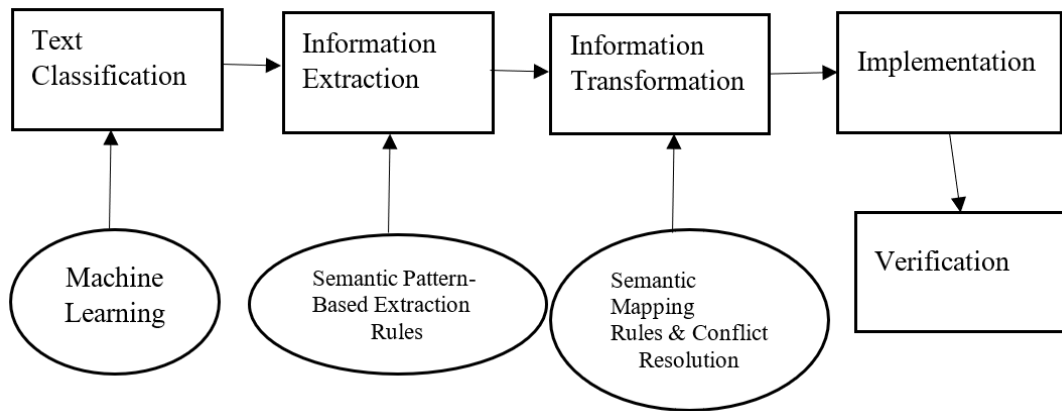 Text
Classification
Information
Extraction
Information
Transformation
Implementation
Verification
Machine
Learning
Semantic Pattern-
Based Extraction
Rules
Semantic
Mapping
Rules & Conflict
Resolution